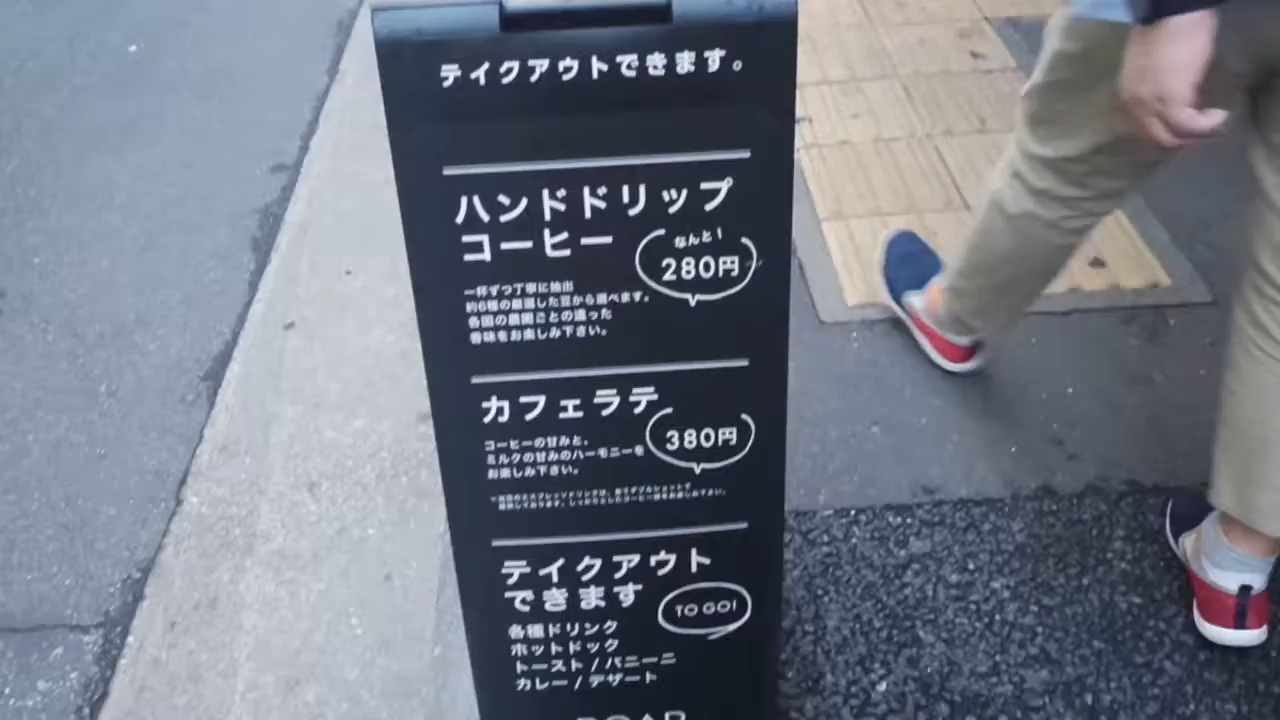 テイクアウトできます。
ハンドドリップ
コーヒー
なんと!
280円
一杯ずつ丁寧に抽出
約6種の厳選した豆から選べます。
各国の農園ごとの違った
香味をお楽しみ下さい。
カフェラテ
380円
コーヒーの甘みと、
ミルクの甘みのハーモニーを
お楽しみ下さい。
テイクアウト
できます
TO GO!
各種ドリンク
ホットドック
トースト / パニーニ
カレー / デザート